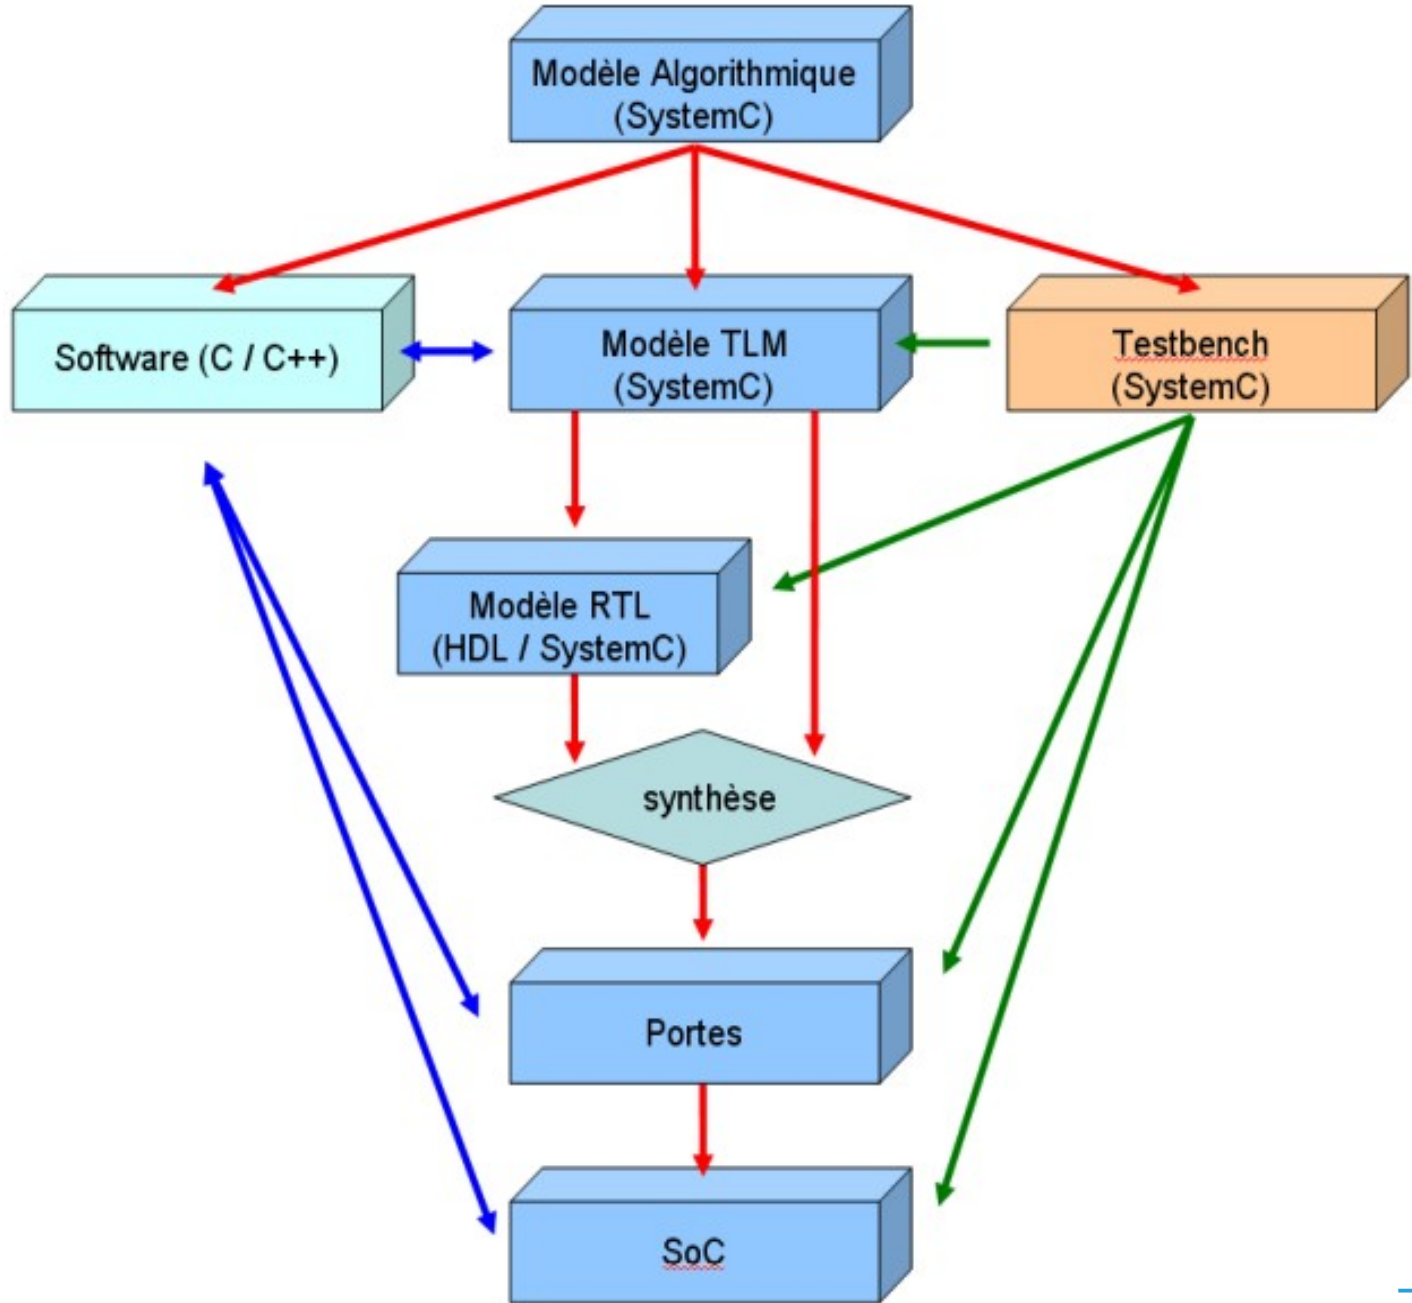 Modèle Algorithmique
(SystemC)
Software (C / C++)
Modèle TLM
(SystemC)
Testbench
(SystemC)
Modèle RTL
(HDL / SystemC)
synthèse
Portes
SoC